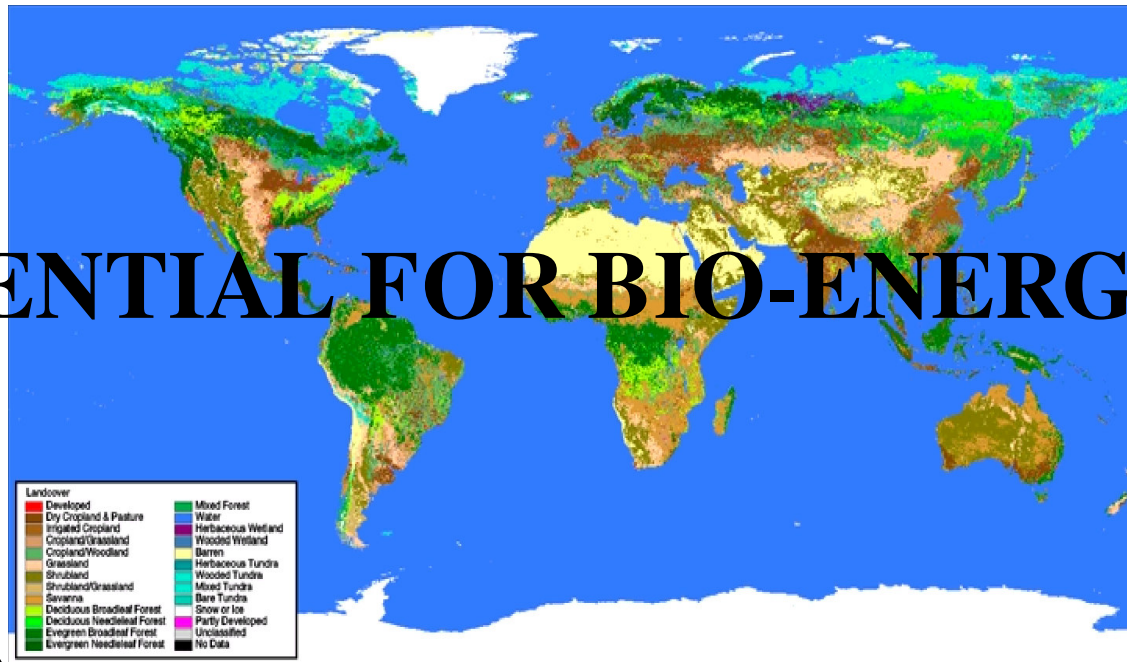 ENTIAL FOR BIO-ENERG
Landcover
Developed
Dry Cropland & Pasture
Irrigated Cropland
Cropland/Grassland
Cropland/Woodland
Grassland
Shrubland
Shrubland/Grassland
Savanna
Deciduous Broadleaf Forest
Deciduous Needleleaf Forest
Evegreen Broadleaf Forest
Evergreen Needleleaf Forest
Mixed Forest
Water
Herbaceous Wetland
Wooded Wetland
Barren
Herbaceous Tundra
Wooded Tundra
Mixed Tundra
Bare Tundra
Snow or Ice
Partly Developed
Unclassified
No Data